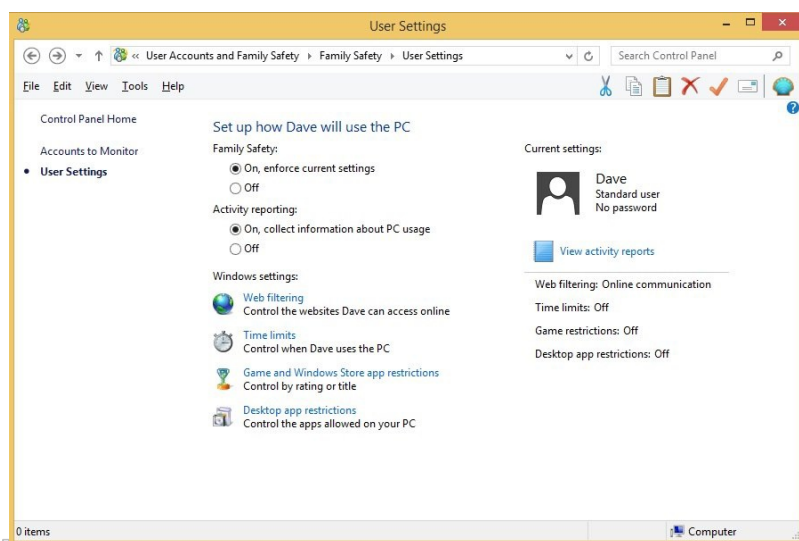 User Settings
« User Accounts and Family Safety ▸ Family Safety ▸ User Settings
Search Control Panel
File Edit View Tools Help
Control Panel Home
Accounts to Monitor
• User Settings
Set up how Dave will use the PC
Family Safety:
On, enforce current settings
Off
Activity reporting:
On, collect information about PC usage
Off
Windows settings:
Web filtering
Control the websites Dave can access online
Time limits
Control when Dave uses the PC
Game and Windows Store app restrictions
Control by rating or title
Desktop app restrictions
Control the apps allowed on your PC
Current settings:
Dave
Standard user
No password
View activity reports
Web filtering: Online communication
Time limits: Off
Game restrictions: Off
Desktop app restrictions: Off
0 items
Computer